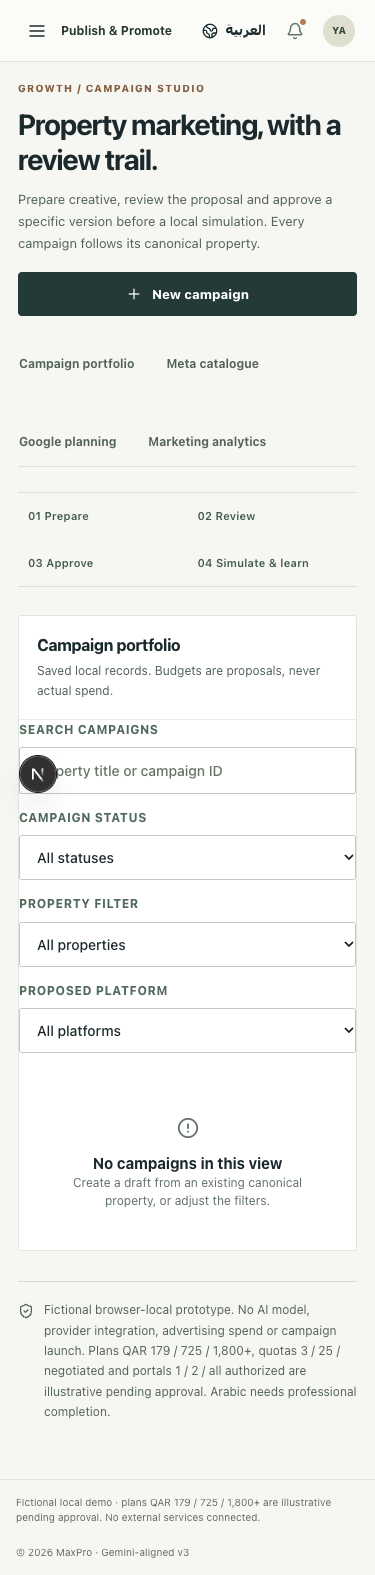 Publish & Promote
العربية
YA
GROWTH / CAMPAIGN STUDIO
Property marketing, with a
review trail.
Prepare creative, review the proposal and approve a
specific version before a local simulation. Every
campaign follows its canonical property.
New campaign
Campaign portfolio
Meta catalogue
Google planning
Marketing analytics
01 Prepare
02 Review
03 Approve
04 Simulate & learn
Campaign portfolio
Saved local records. Budgets are proposals, never
actual spend.
SEARCH CAMPAIGNS
N
perty title or campaign ID
CAMPAIGN STATUS
All statuses
PROPERTY FILTER
All properties
PROPOSED PLATFORM
All platforms
No campaigns in this view
Create a draft from an existing canonical
property, or adjust the filters.
Fictional browser-local prototype. No AI model,
provider integration, advertising spend or campaign
launch. Plans QAR 179 / 725 / 1,800+, quotas 3 / 25 /
negotiated and portals 1 / 2 / all authorized are
illustrative pending approval. Arabic needs professional
completion.
Fictional local demo · plans QAR 179 / 725 / 1,800+ are illustrative
pending approval. No external services connected.
© 2026 MaxPro · Gemini-aligned v3